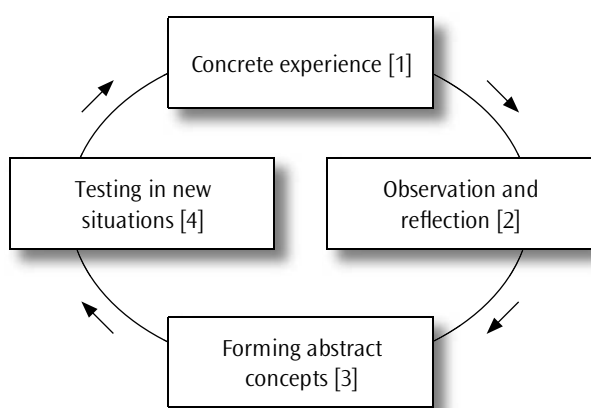 Concrete experience [1]
Testing in new
situations [4]
Observation and
reflection [2]
Forming abstract
concepts [3]